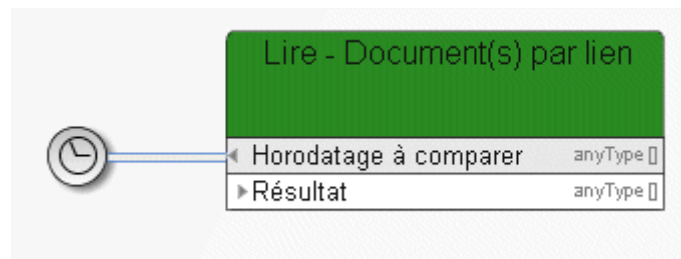 Lire - Document(s) par lien
Horodatage à comparer anyType []
Résultat anyType []